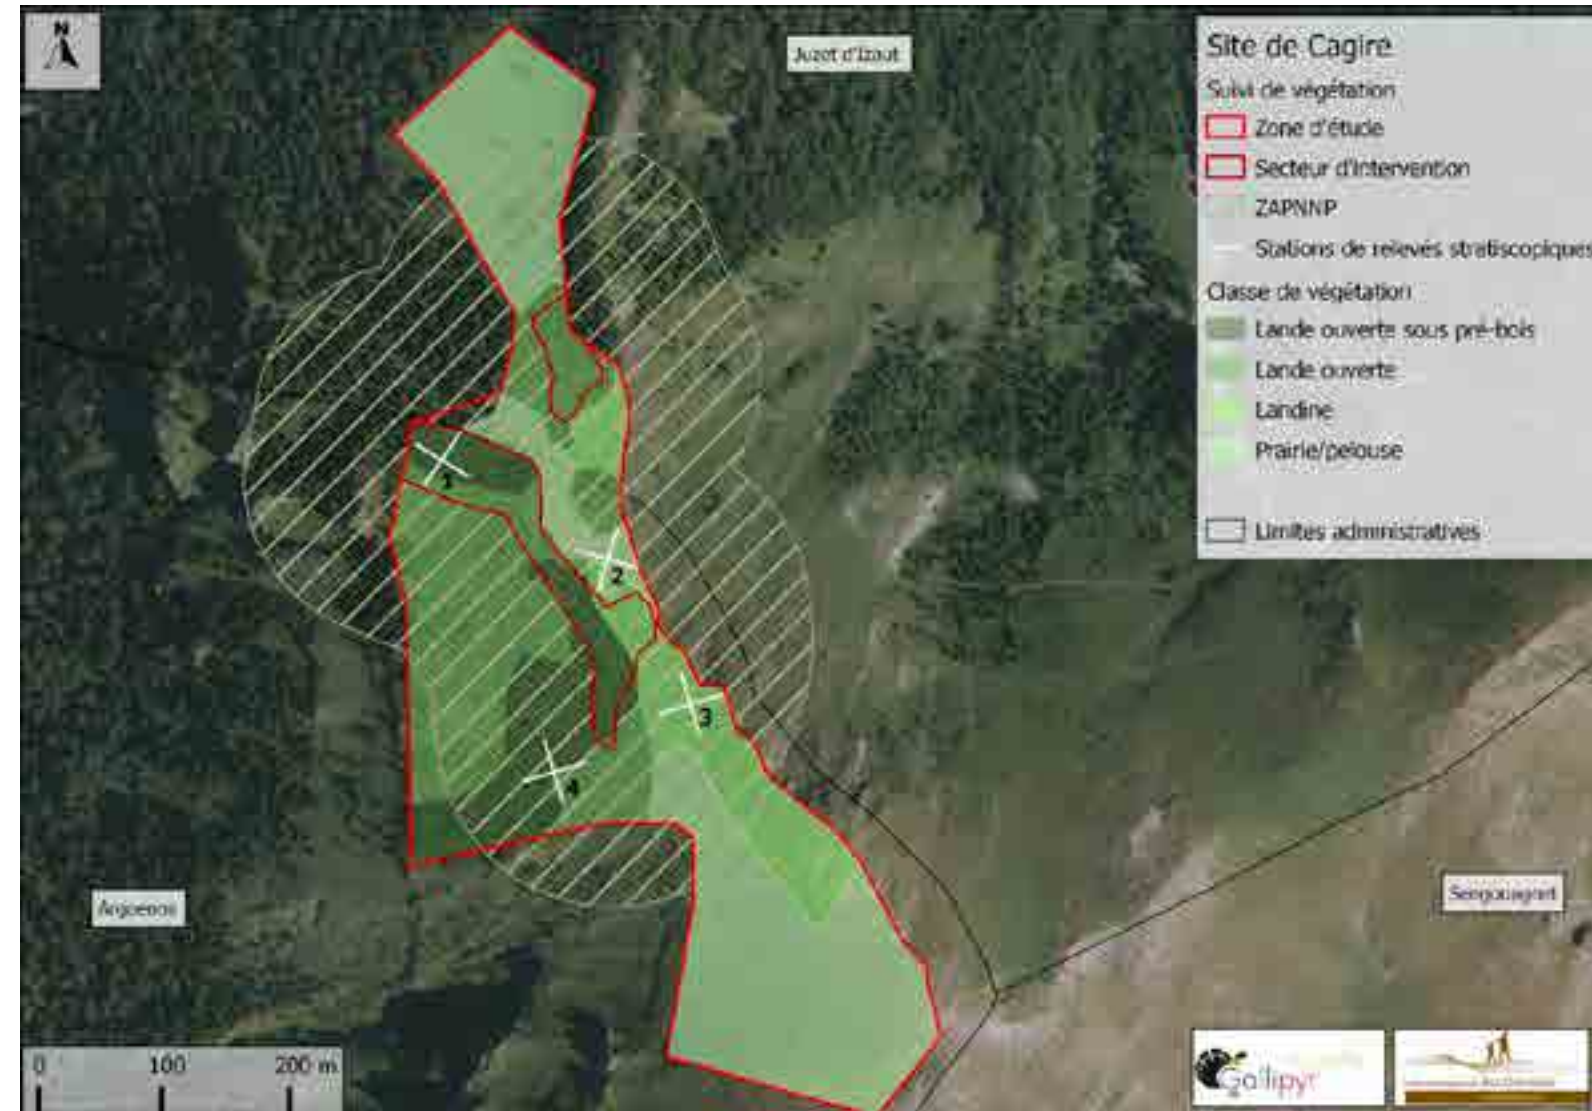 N
Juzet d'Izaut
Site de Cagire
Suivi de végétation
Zone d'étude
Secteur d'intervention
ZAPNNP
Stations de relevés stratiscopiques
Classe de végétation
Lande ouverte sous pré-bois
Lande ouverte
Landine
Prairie/pelouse
Limites administratives
1
2
3
4
Sengouagnet
0 100 200 m
Gallipyr